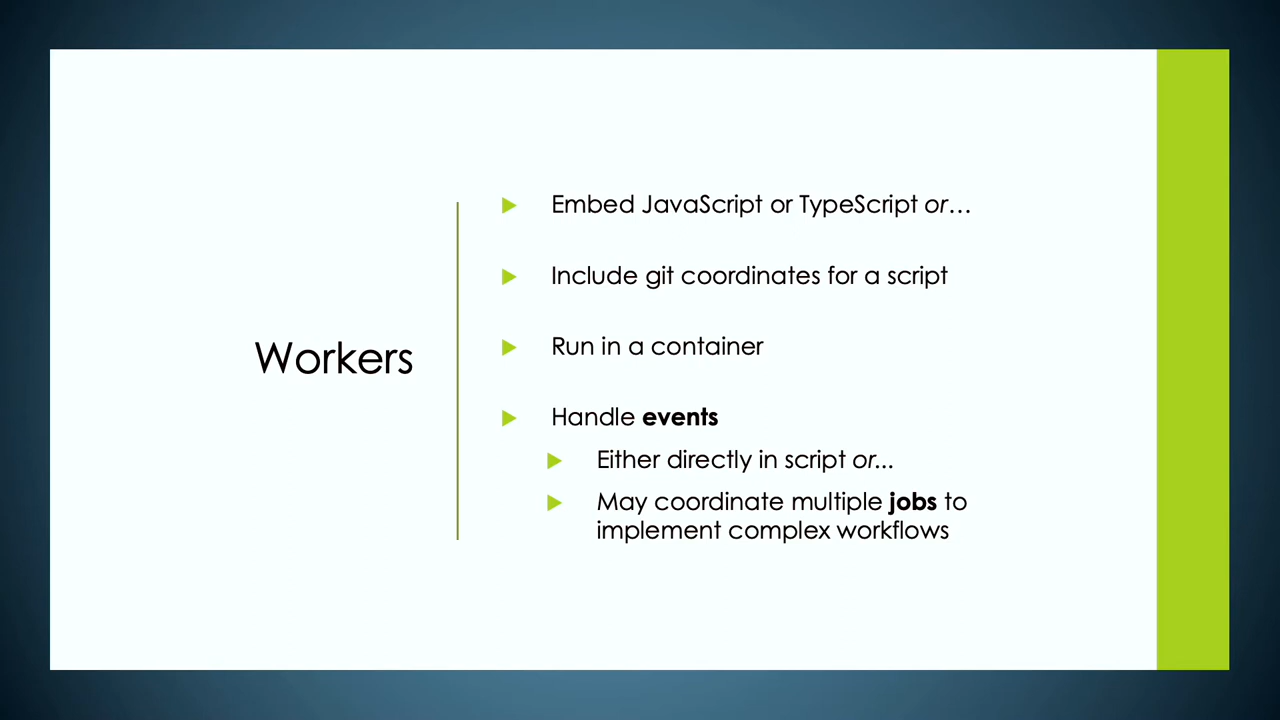 Workers
Embed JavaScript or TypeScript or…
Include git coordinates for a script
Run in a container
Handle events
Either directly in script or...
May coordinate multiple jobs to
implement complex workflows